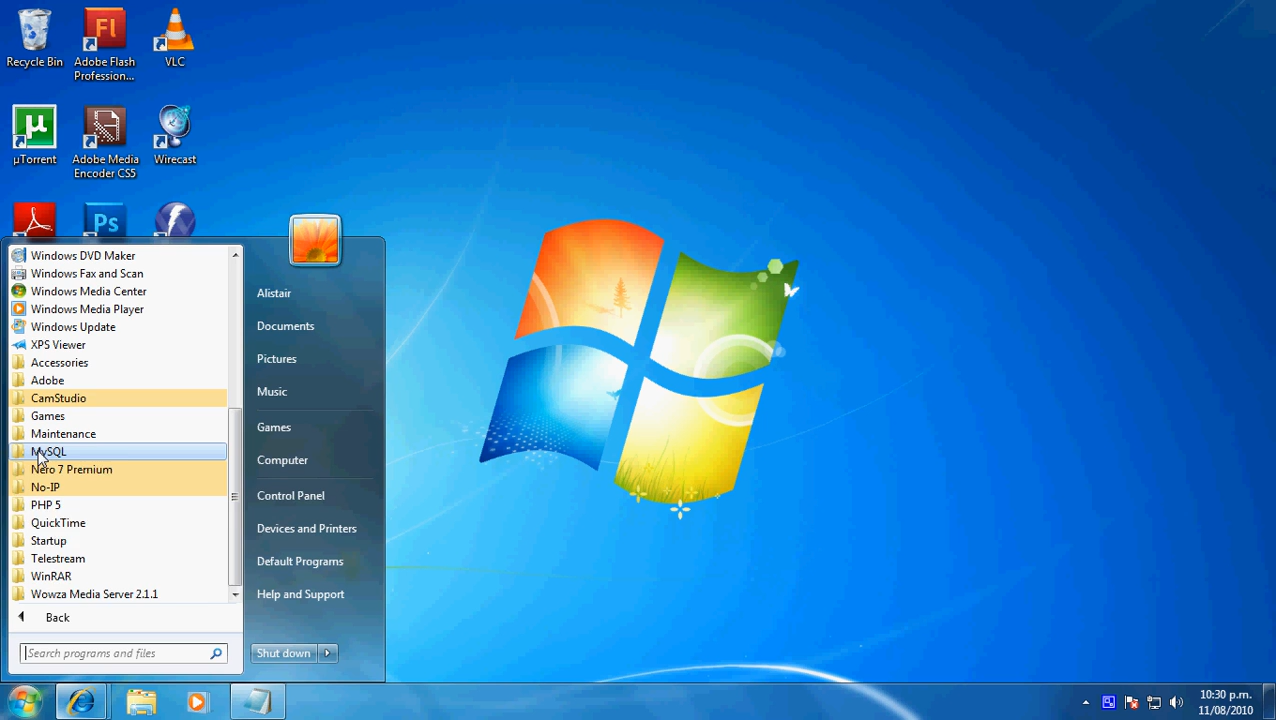 Recycle Bin
Adobe Flash
Profession...
VLC
µTorrent
Adobe Media
Encoder CS5
Wirecast
Fl
µ
Ps
Windows DVD Maker
Windows Fax and Scan
Windows Media Center
Windows Media Player
Windows Update
XPS Viewer
Accessories
Adobe
CamStudio
Games
Maintenance
MySQL
Nero 7 Premium
No-IP
PHP 5
QuickTime
Startup
Telestream
WinRAR
Wowza Media Server 2.1.1
Back
Search programs and files
Alistair
Documents
Pictures
Music
Games
Computer
Control Panel
Devices and Printers
Default Programs
Help and Support
Shut down
10:30 p.m.
11/08/2010